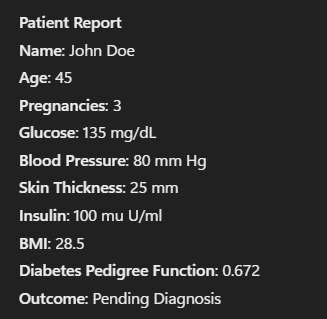 Patient Report
Name: John Doe
Age: 45
Pregnancies: 3
Glucose: 135 mg/dL
Blood Pressure: 80 mm Hg
Skin Thickness: 25 mm
Insulin: 100 mu U/ml
BMI: 28.5
Diabetes Pedigree Function: 0.672
Outcome: Pending Diagnosis